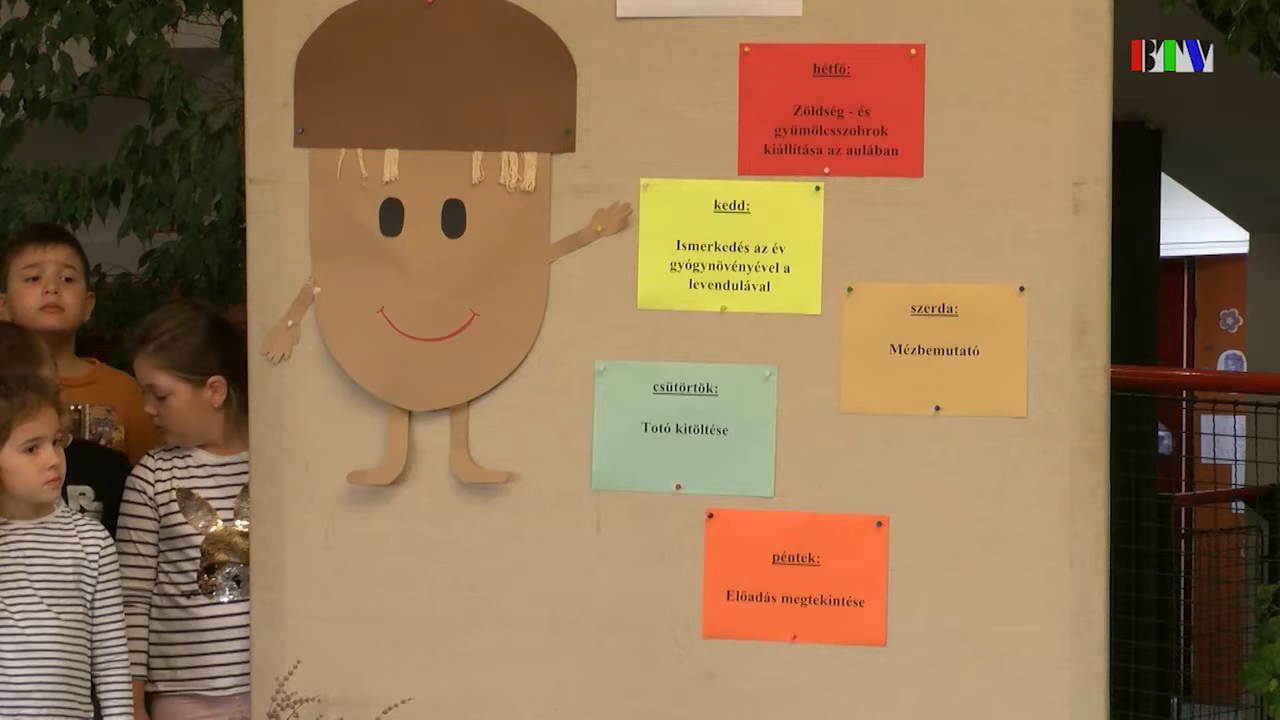 BTV
hétfő:
Zöldség - és
gyümölcsszobrok
kiállítása az aulában
kedd:
Ismerkedés az év
gyógynövényével a
levendulával
szerda:
Mézbemutató
csütörtök:
Totó kitöltése
péntek:
Előadás megtekintése